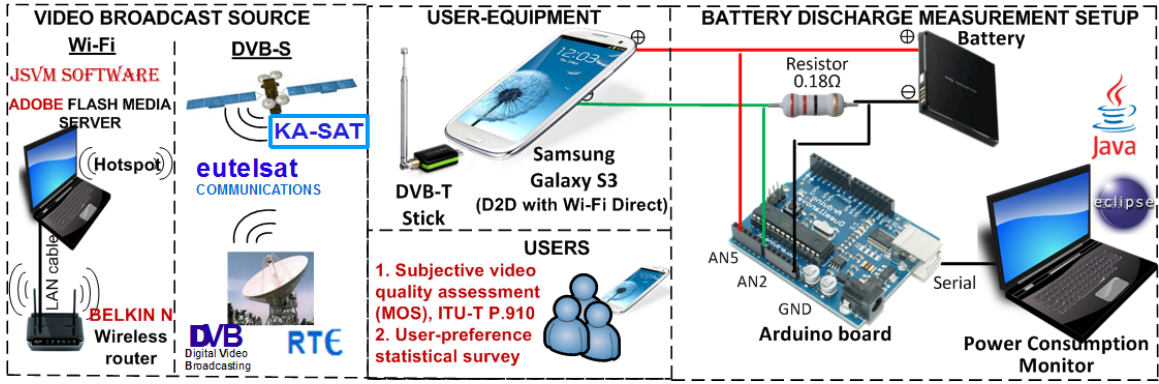 VIDEO BROADCAST SOURCE
Wi-Fi
JSVM SOFTWARE
ADOBE FLASH MEDIA
SERVER
Hotspot
LAN cable
BELKIN N
Wireless
router
DVB-S
KA-SAT
eutelsat
COMMUNICATIONS
DVB
Digital Video
Broadcasting
RTÉ
USER-EQUIPMENT
12:03
DVB-T
Stick
Samsung
Galaxy S3
(D2D with Wi-Fi Direct)
USERS
1. Subjective video
quality assessment
(MOS), ITU-T P.910
2. User-preference
statistical survey
BATTERY DISCHARGE MEASUREMENT SETUP
Battery
Resistor
0.18Ω
Java
eclipse
AN5
AN2
GND
Serial
Arduino board
Power Consumption
Monitor